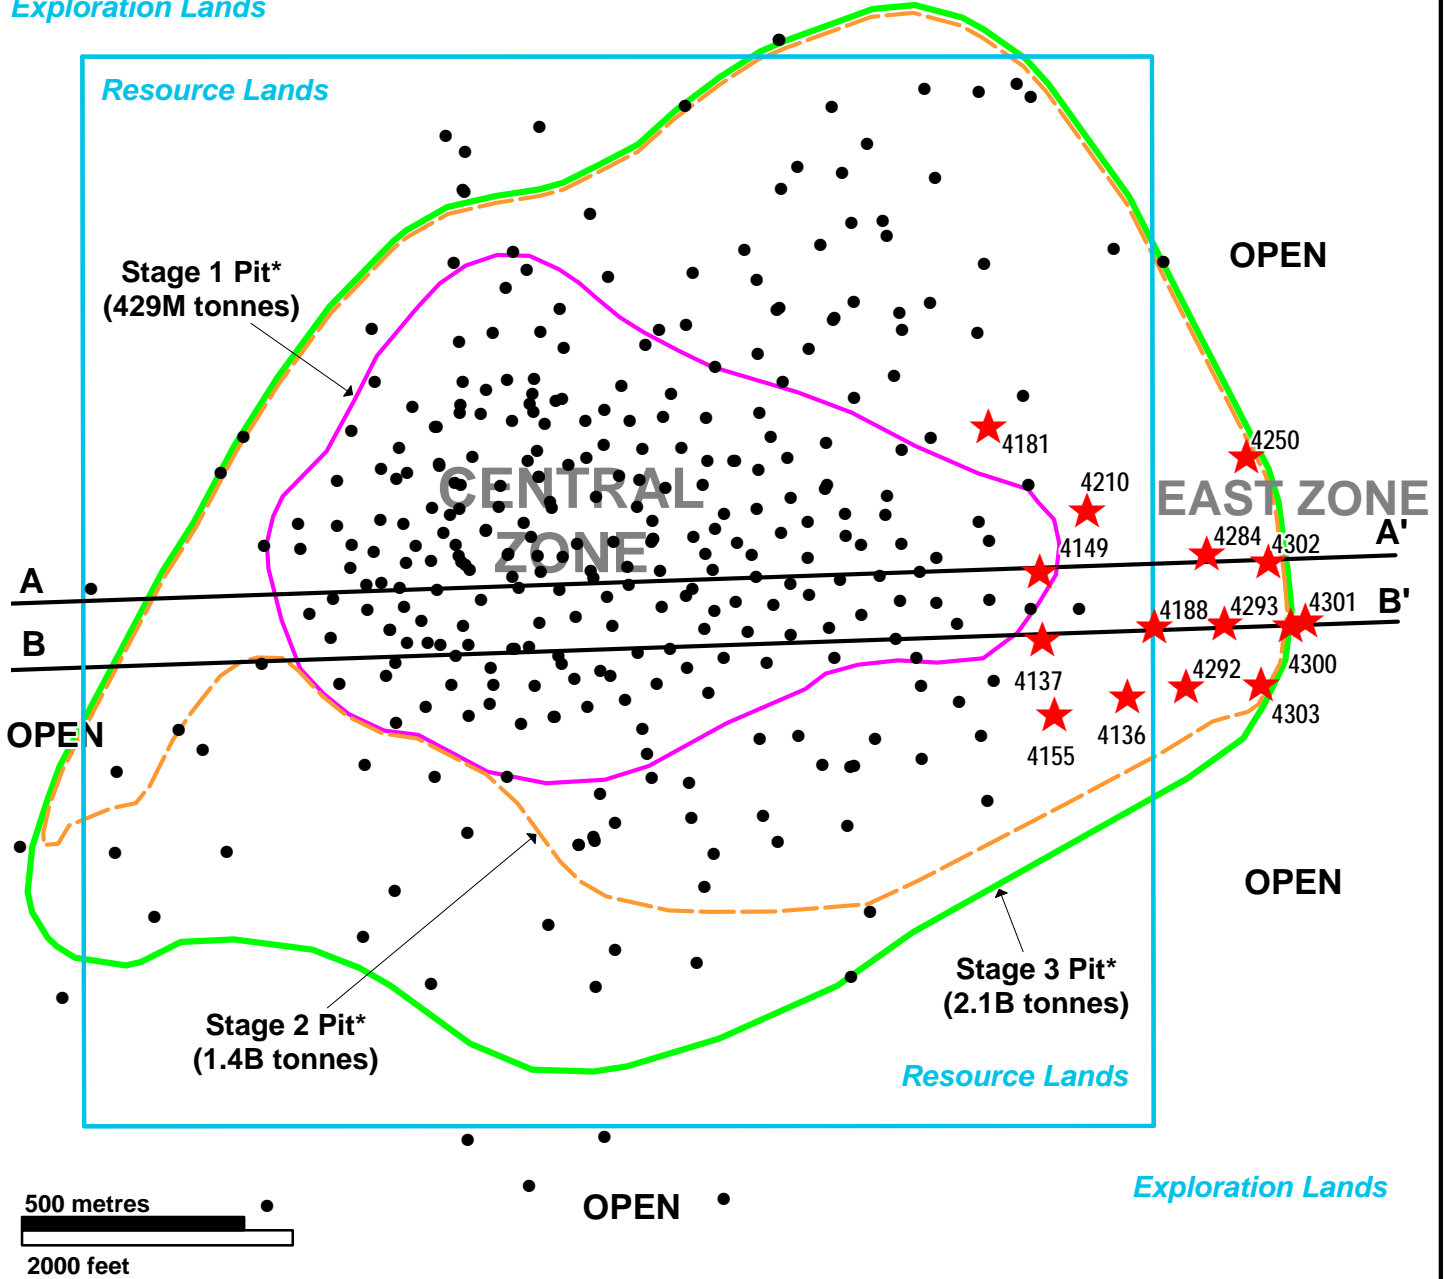 Exploration Lands
Resource Lands
OPEN
Stage 1 Pit*
(429M tonnes)
4181
4250
4210
CENTRAL
ZONE
EAST ZONE
4284
4302
A'
4149
A
B
4188
4293
4301
B'
4137
4292
4300
4303
4155
4136
OPEN
OPEN
Stage 3 Pit*
(2.1B tonnes)
Stage 2 Pit*
(1.4B tonnes)
Resource Lands
Exploration Lands
500 metres
OPEN
2000 feet